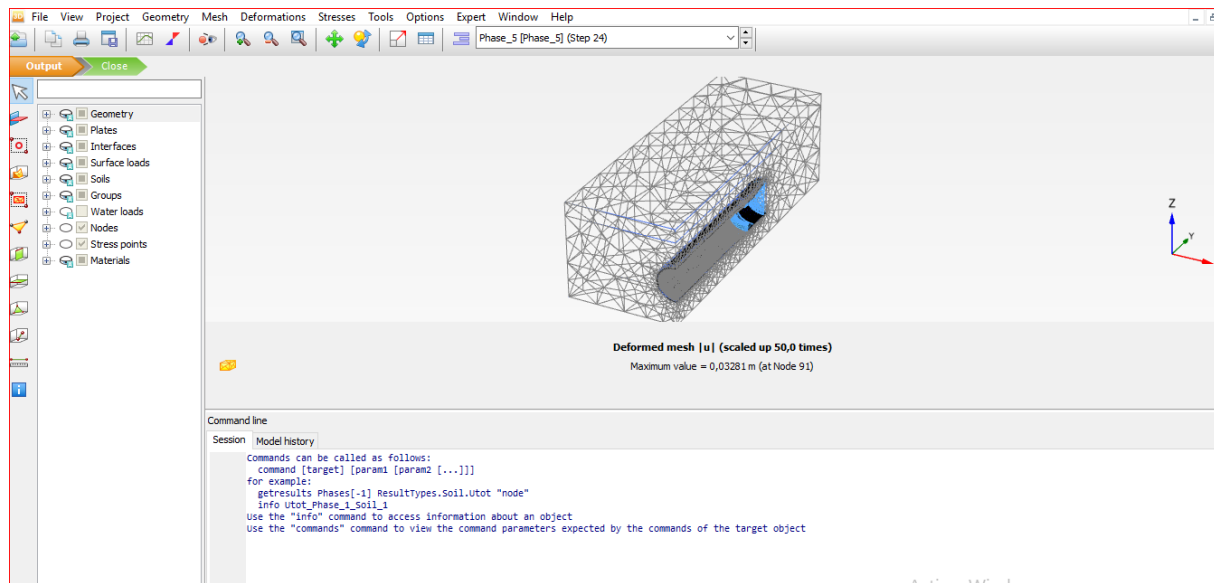 File View Project Geometry Mesh Deformations Stresses Tools Options Expert Window Help
Phase_5 [Phase_5] (Step 24)
Output Close
Geometry
Plates
Interfaces
Surface loads
Soils
Groups
Water loads
Nodes
Stress points
Materials
Z
Y
Deformed mesh |u| (scaled up 50,0 times)
Maximum value = 0,03281 m (at Node 91)
Command line
Session Model history
Commands can be called as follows:
command [target] [param1 [param2 [...]]]
for example:
getresults Phases[-1] ResultTypes.Soil.Utot "node"
info Utot_Phase_1_Soil_1
Use the "info" command to access information about an object
Use the "commands" command to view the command parameters expected by the commands of the target object